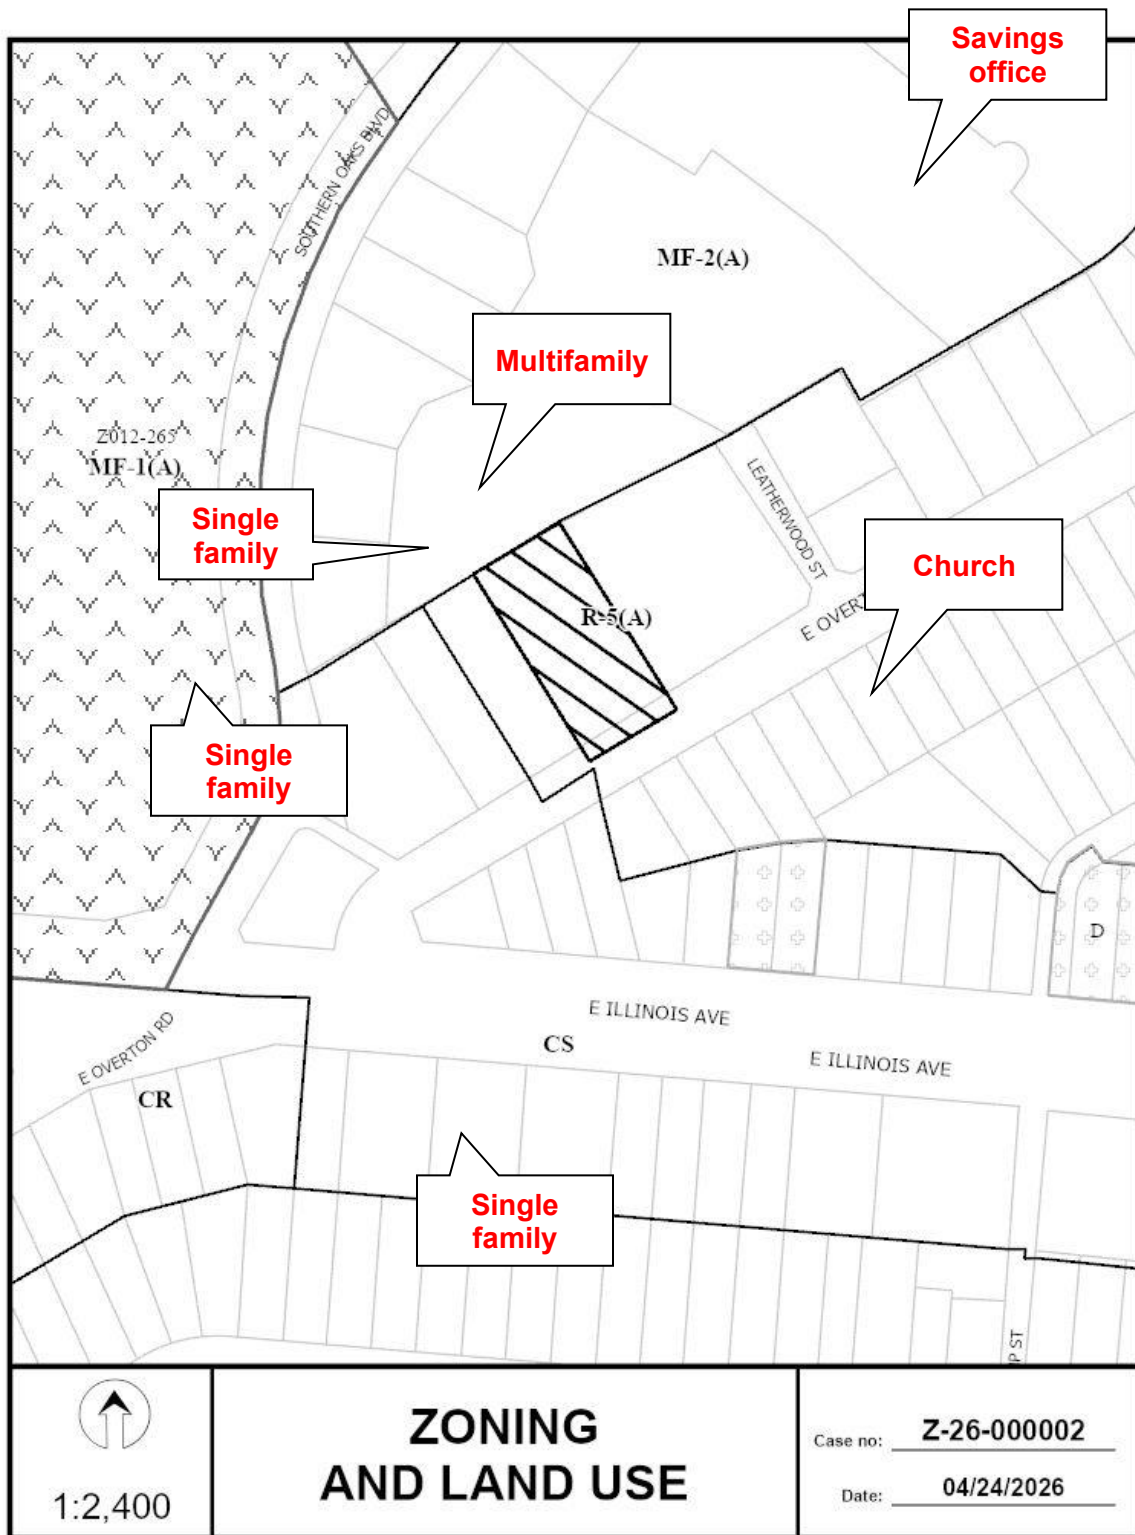 Savings
office
SOUTHERN OAKS BLVD
MF-2(A)
Multifamily
Z012-265
MF-1(A)
LEATHERWOOD ST
Single
family
Church
R-5(A)
E OVERT
Single
family
D
E ILLINOIS AVE
E OVERTON RD
CS
E ILLINOIS AVE
CR
Single
family
P ST
1:2,400
ZONING
AND LAND USE
Case no: Z-26-000002
Date: 04/24/2026